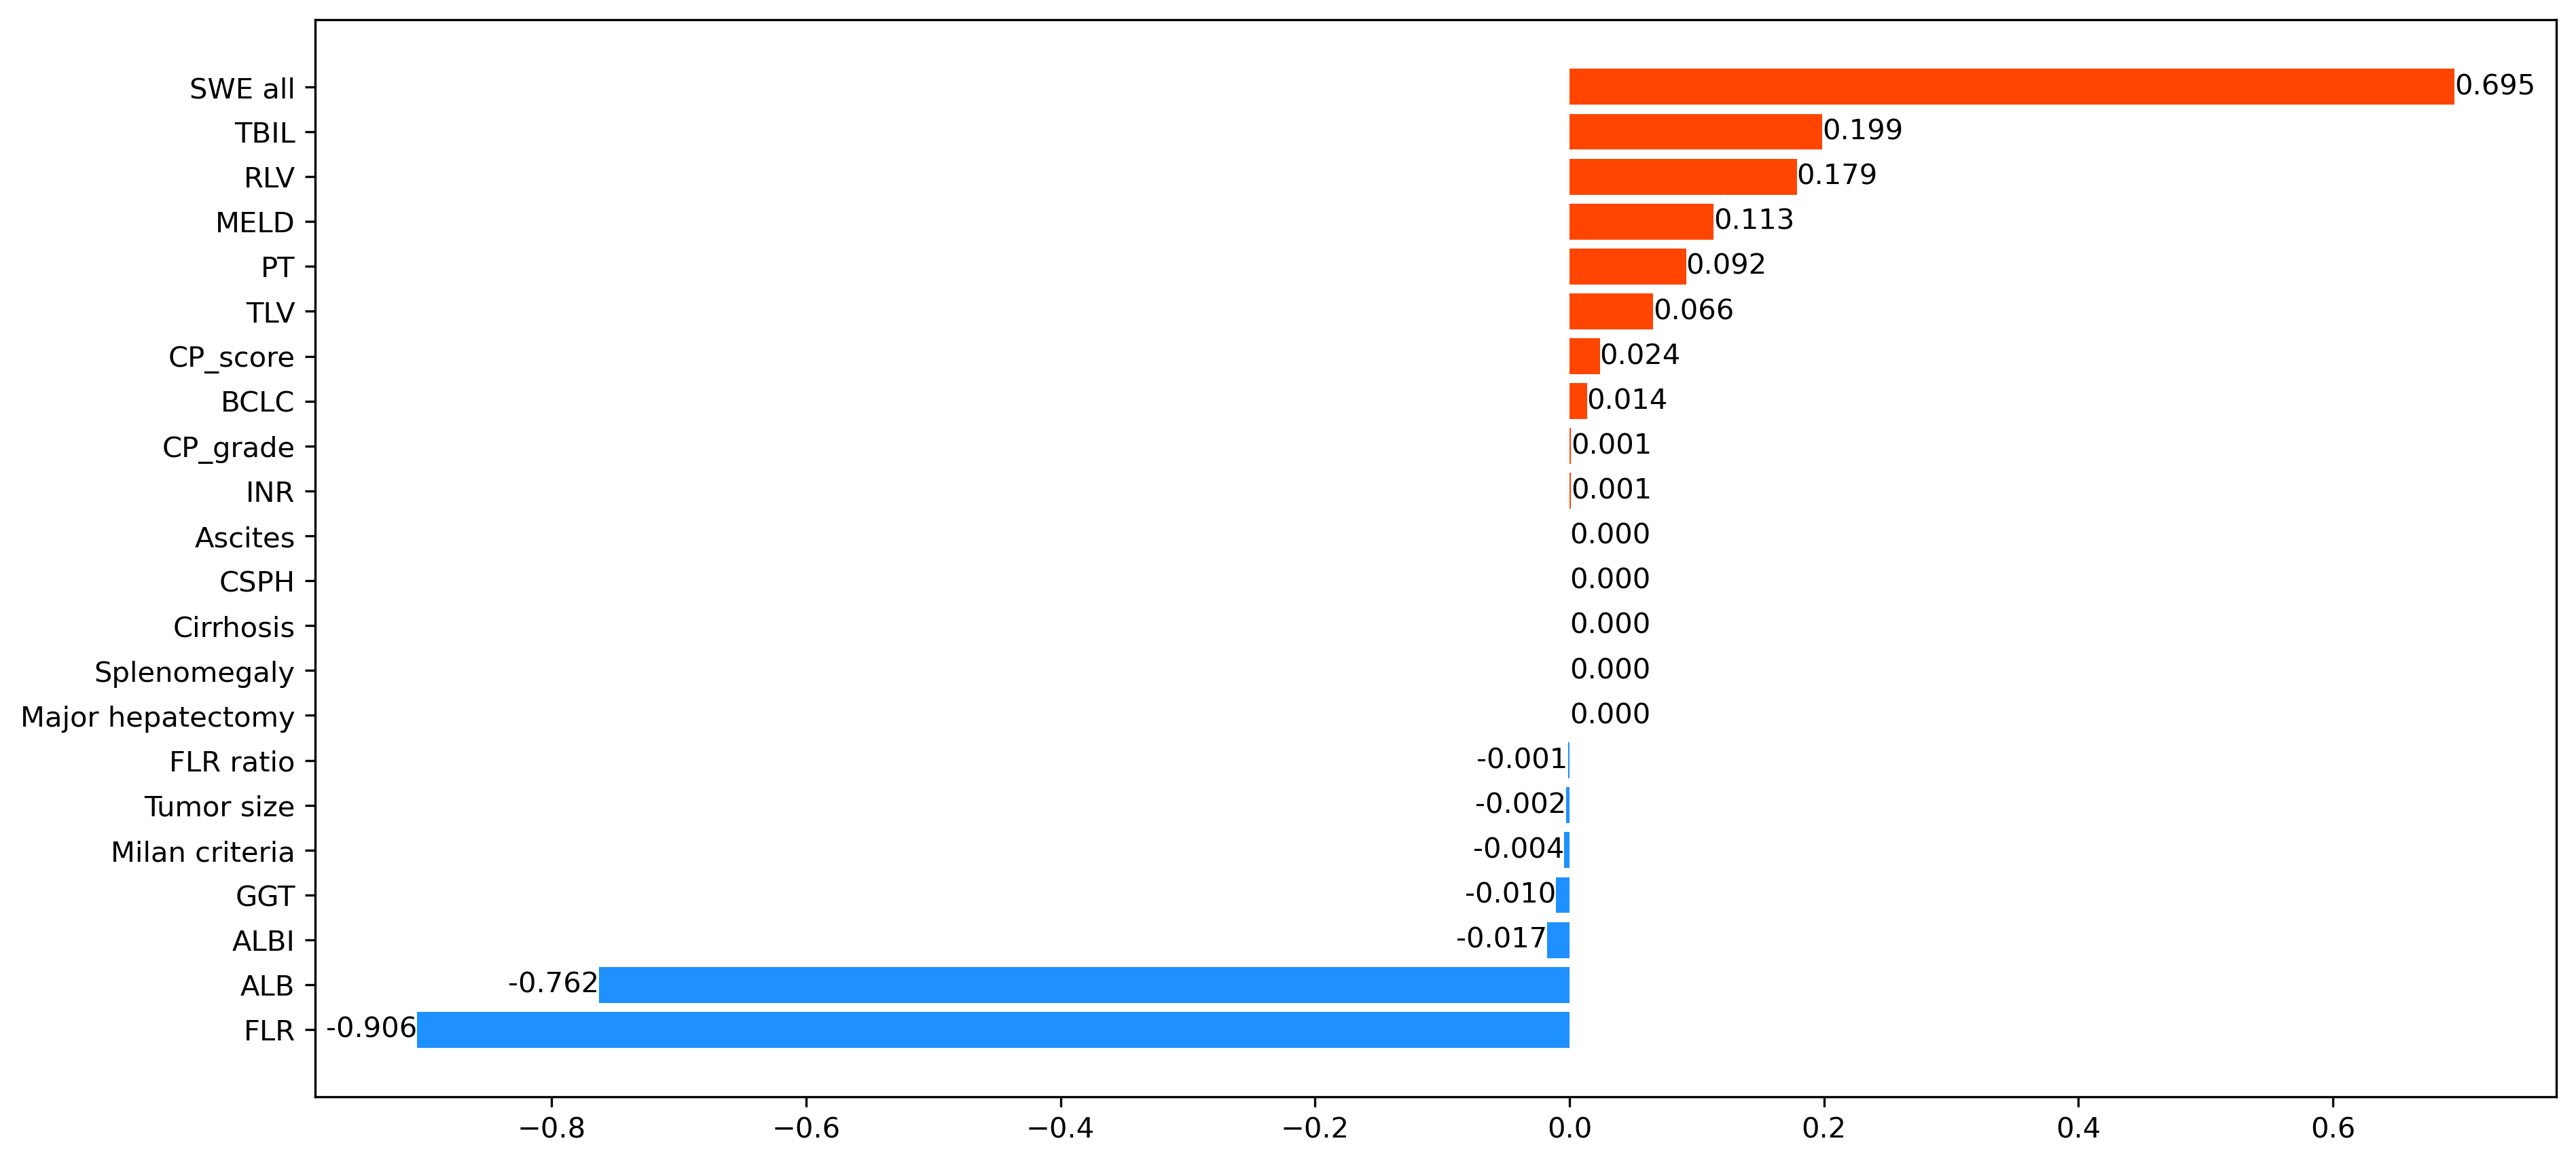 SWE all 0.695
TBIL 0.199
RLV 0.179
MELD 0.113
PT 0.092
TLV 0.066
CP_score 0.024
BCLC 0.014
CP_grade 0.001
INR 0.001
Ascites 0.000
CSPH 0.000
Cirrhosis 0.000
Splenomegaly 0.000
Major hepatectomy 0.000
FLR ratio -0.001
Tumor size -0.002
Milan criteria -0.004
GGT -0.010
ALBI -0.017
ALB -0.762
FLR -0.906
−0.8 −0.6 −0.4 −0.2 0.0 0.2 0.4 0.6